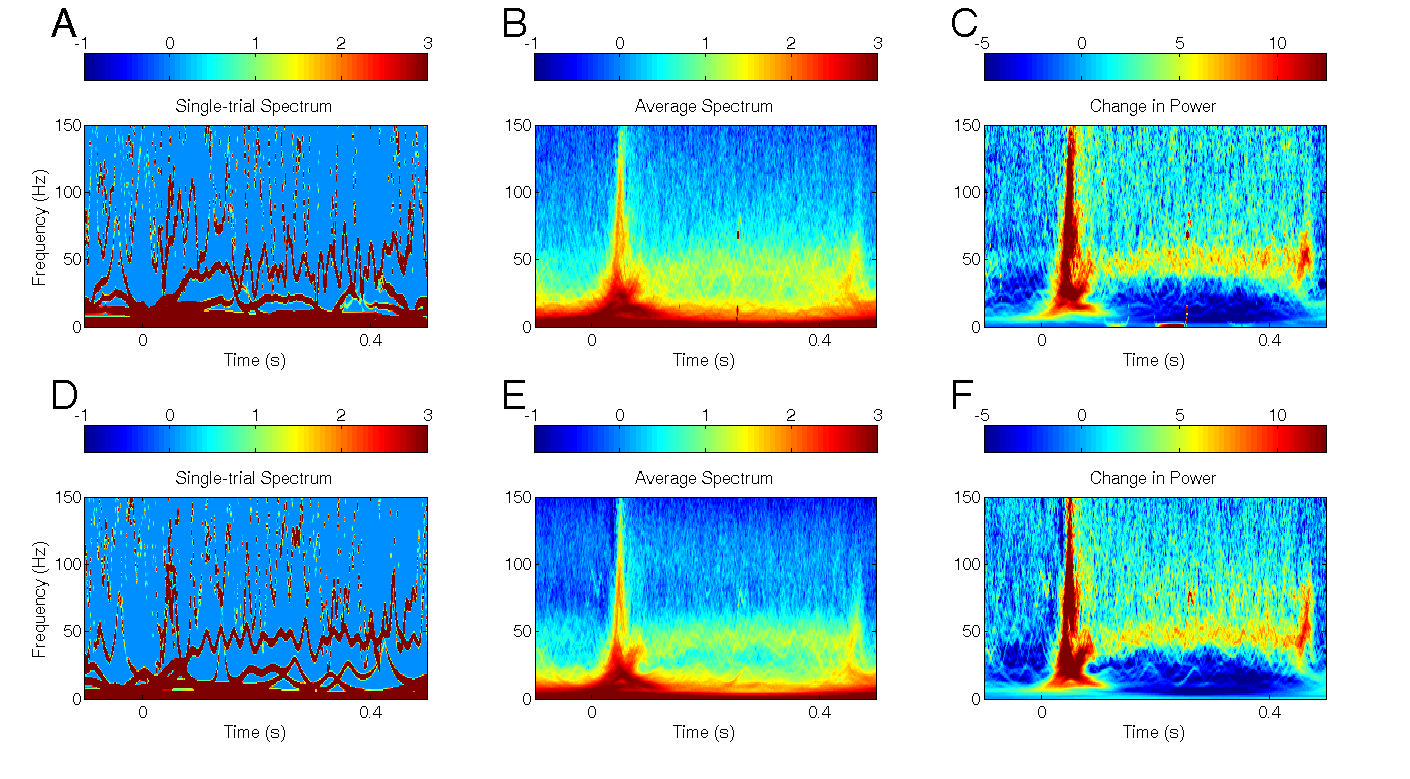 A B C
-1 0 1 2 3 -1 0 1 2 3 -5 0 5 10
Single-trial Spectrum Average Spectrum Change in Power
150 150 150
100 100 100
50 50 50
0 0 0
Frequency (Hz)
0 0.4 0 0.4 0 0.4
Time (s) Time (s) Time (s)
D E F
-1 0 1 2 3 -1 0 1 2 3 -5 0 5 10
Single-trial Spectrum Average Spectrum Change in Power
150 150 150
100 100 100
50 50 50
0 0 0
Frequency (Hz)
0 0.4 0 0.4 0 0.4
Time (s) Time (s) Time (s)